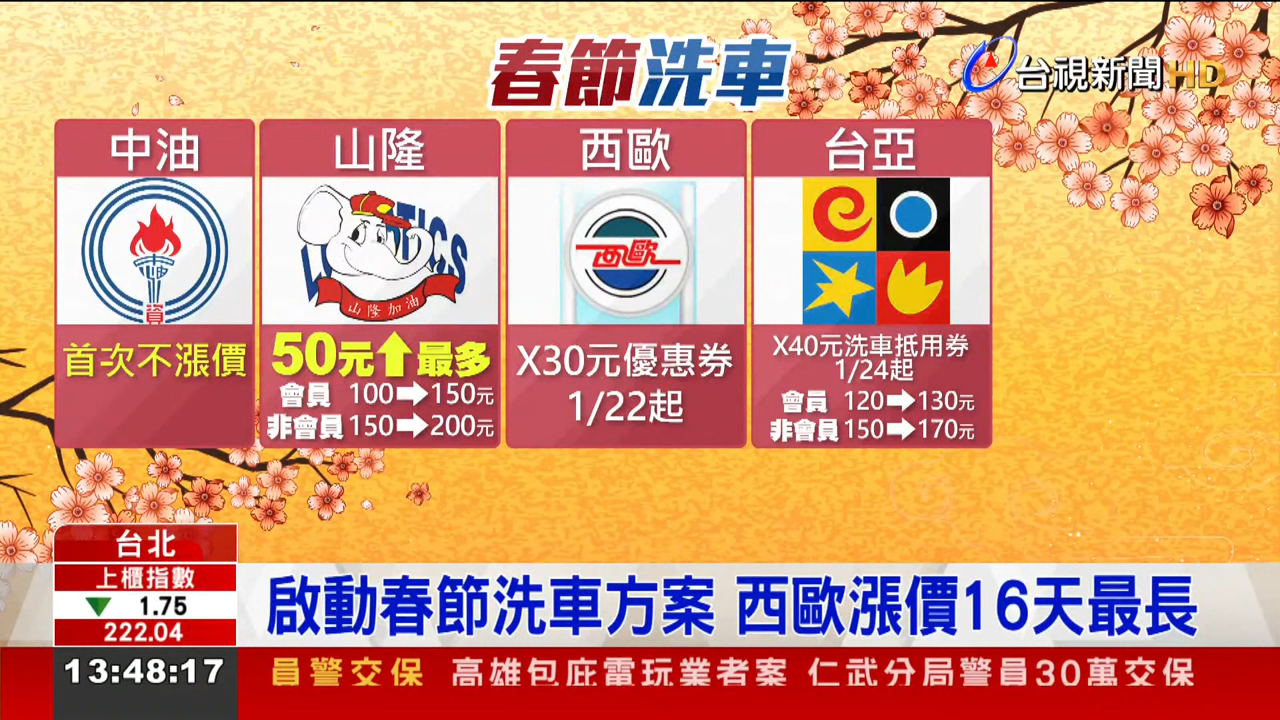 春節洗車
台視新聞HD
中油
山隆
西歐
台亞
山隆加油
西歐
首次不漲價
50元⬆最多
會員 100➡150元
非會員150➡200元
X30元優惠券
1/22起
X40元洗車抵用券
1/24起
會員 120➡130元
非會員150➡170元
台北
上櫃指數
▼ 1.75
222.04
啟動春節洗車方案 西歐漲價16天最長
13:48:17
員警交保 高雄包庇電玩業者案 仁武分局警員30萬交保